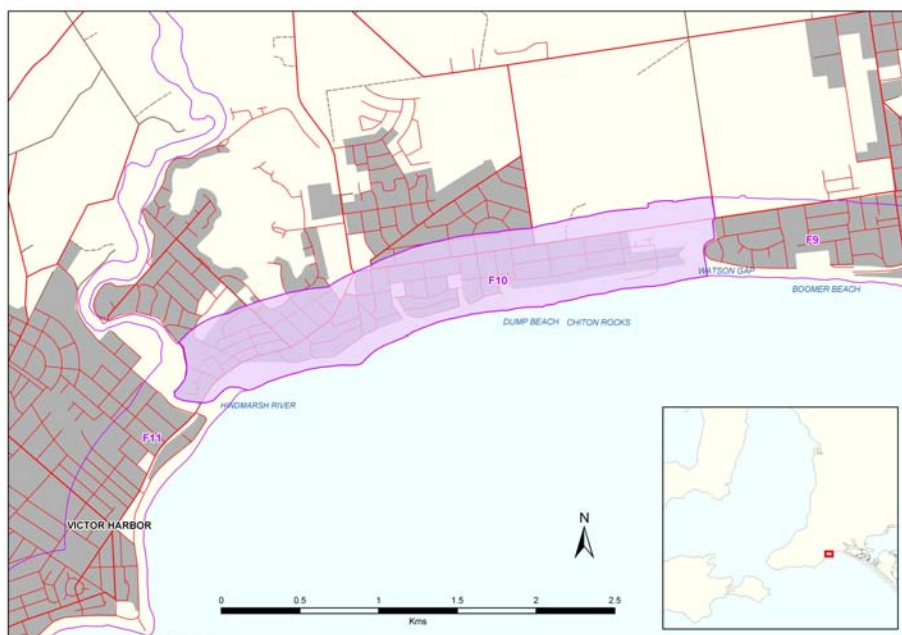 F9
WATSON GAP
F10
BOOMER BEACH
DUMP BEACH CHITON ROCKS
HINDMARSH RIVER
F11
VICTOR HARBOR
N
0 0.5 1 1.5 2 2.5
Kms